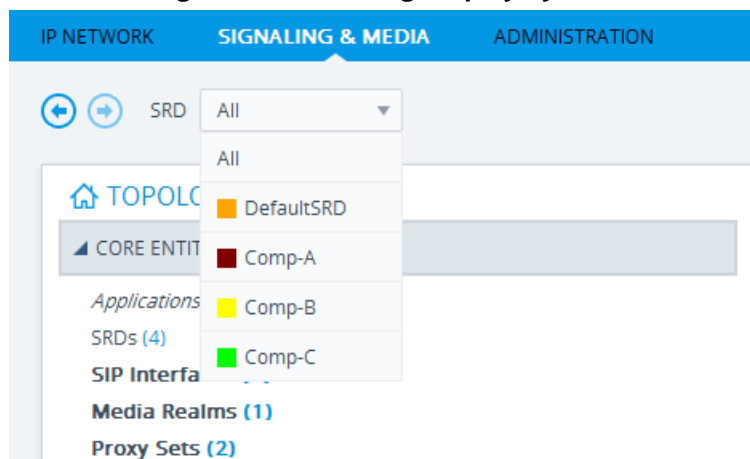 IP NETWORK SIGNALING & MEDIA ADMINISTRATION
SRD All
All
TOPOLO
DefaultSRD
CORE ENTIT
Comp-A
Applications
Comp-B
SRDs (4)
Comp-C
SIP Interfa
Media Realms (1)
Proxy Sets (2)